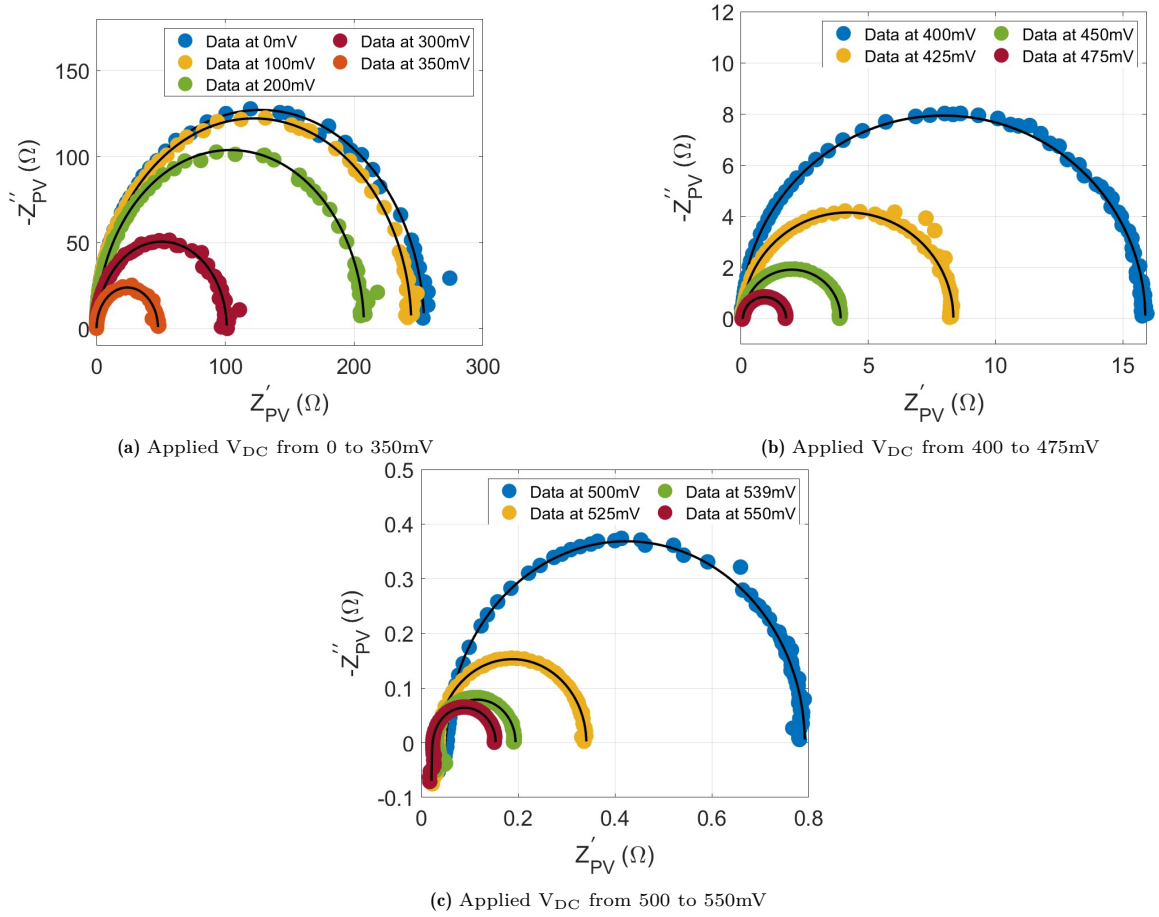 Data at 0mV
Data at 100mV
Data at 200mV
Data at 300mV
Data at 350mV
150
100
50
0
-Z''PV (Ω)
0 100 200 300
Z'PV (Ω)
(a) Applied VDC from 0 to 350mV
Data at 400mV
Data at 425mV
Data at 450mV
Data at 475mV
12
10
8
6
4
2
0
-Z''PV (Ω)
0 5 10 15
Z'PV (Ω)
(b) Applied VDC from 400 to 475mV
Data at 500mV
Data at 525mV
Data at 539mV
Data at 550mV
0.5
0.4
0.3
0.2
0.1
0
-0.1
-Z''PV (Ω)
0 0.2 0.4 0.6 0.8
Z'PV (Ω)
(c) Applied VDC from 500 to 550mV